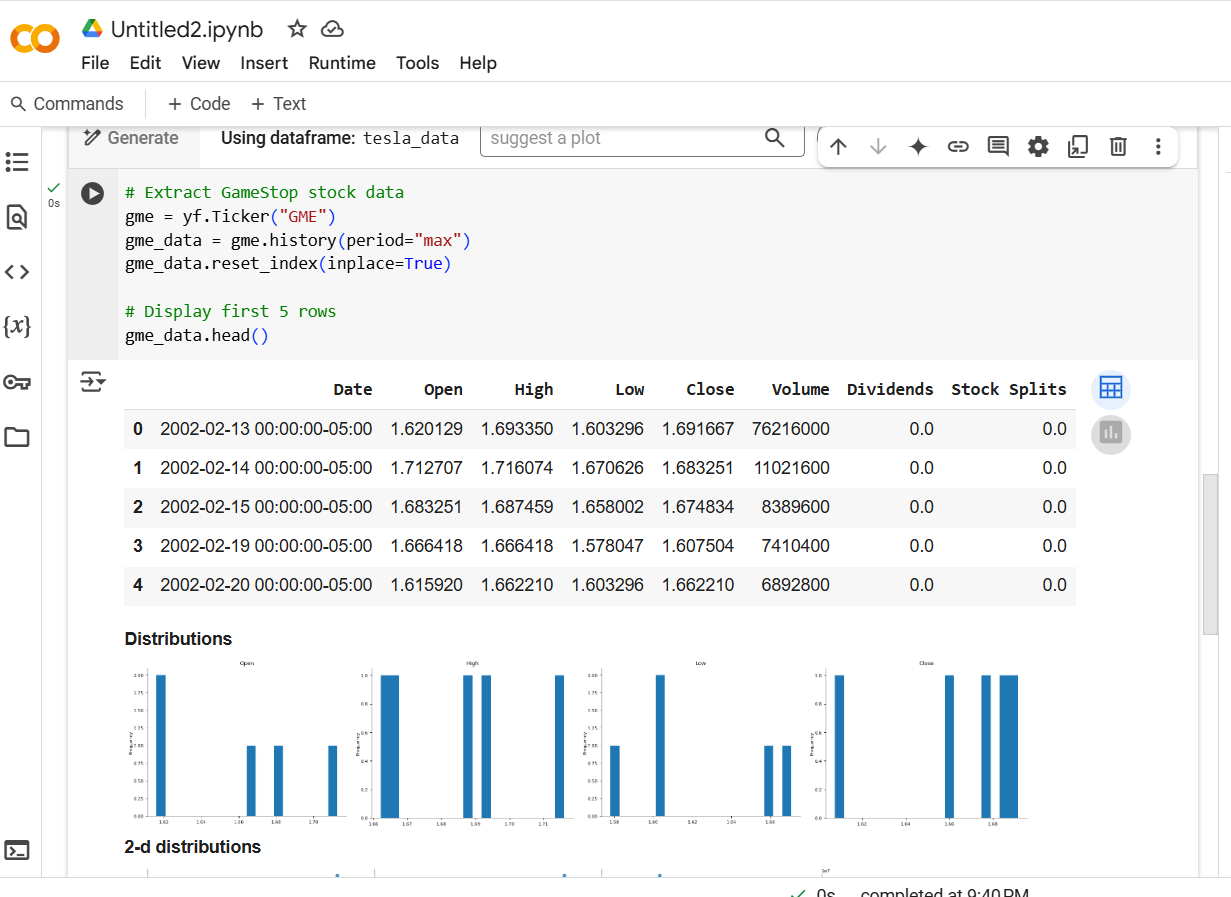 Untitled2.ipynb
File Edit View Insert Runtime Tools Help
Commands + Code + Text
Generate Using dataframe: tesla_data suggest a plot
0s
# Extract GameStop stock data
gme = yf.Ticker("GME")
gme_data = gme.history(period="max")
gme_data.reset_index(inplace=True)
# Display first 5 rows
gme_data.head()
Date Open High Low Close Volume Dividends Stock Splits
0 2002-02-13 00:00:00-05:00 1.620129 1.693350 1.603296 1.691667 76216000 0.0 0.0
1 2002-02-14 00:00:00-05:00 1.712707 1.716074 1.670626 1.683251 11021600 0.0 0.0
2 2002-02-15 00:00:00-05:00 1.683251 1.687459 1.658002 1.674834 8389600 0.0 0.0
3 2002-02-19 00:00:00-05:00 1.666418 1.666418 1.578047 1.607504 7410400 0.0 0.0
4 2002-02-20 00:00:00-05:00 1.615920 1.662210 1.603296 1.662210 6892800 0.0 0.0
Distributions
Open High Low Close
2-d distributions
0s completed at 9:40 PM